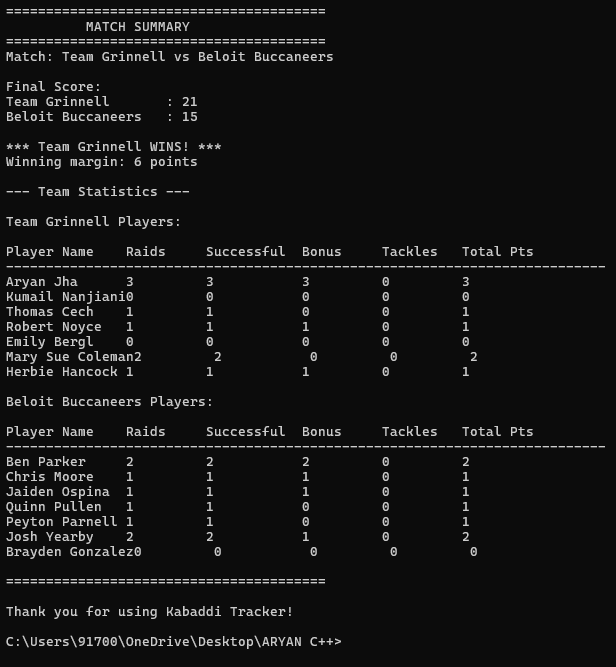 ========================================
          MATCH SUMMARY
========================================
Match: Team Grinnell vs Beloit Buccaneers

Final Score:
Team Grinnell       : 21
Beloit Buccaneers   : 15

*** Team Grinnell WINS! ***
Winning margin: 6 points

--- Team Statistics ---

Team Grinnell Players:

Player Name    Raids     Successful  Bonus     Tackles   Total Pts
---------------------------------------------------------------------------
Aryan Jha      3         3           3         0         3
Kumail Nanjiani0         0           0         0         0
Thomas Cech    1         1           0         0         1
Robert Noyce   1         1           1         0         1
Emily Bergl    0         0           0         0         0
Mary Sue Coleman2         2           0         0         2
Herbie Hancock 1         1           1         0         1

Beloit Buccaneers Players:

Player Name    Raids     Successful  Bonus     Tackles   Total Pts
---------------------------------------------------------------------------
Ben Parker     2         2           2         0         2
Chris Moore    1         1           1         0         1
Jaiden Ospina  1         1           1         0         1
Quinn Pullen   1         1           0         0         1
Peyton Parnell 1         1           0         0         1
Josh Yearby    2         2           1         0         2
Brayden Gonzalez0         0           0         0         0

========================================

Thank you for using Kabaddi Tracker!

C:\Users\91700\OneDrive\Desktop\ARYAN C++>